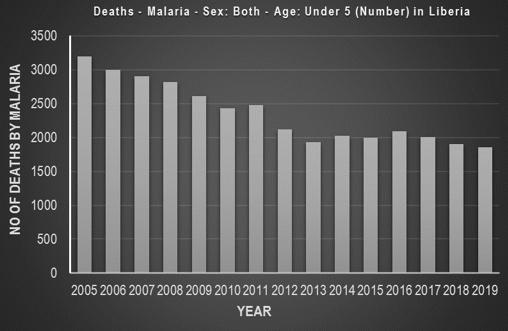 Deaths - Malaria - Sex: Both - Age: Under 5 (Number) in Liberia
3500
3000
2500
2000
1500
1000
500
0
NO OF DEATHS BY MALARIA
2005 2006 2007 2008 2009 2010 2011 2012 2013 2014 2015 2016 2017 2018 2019
YEAR